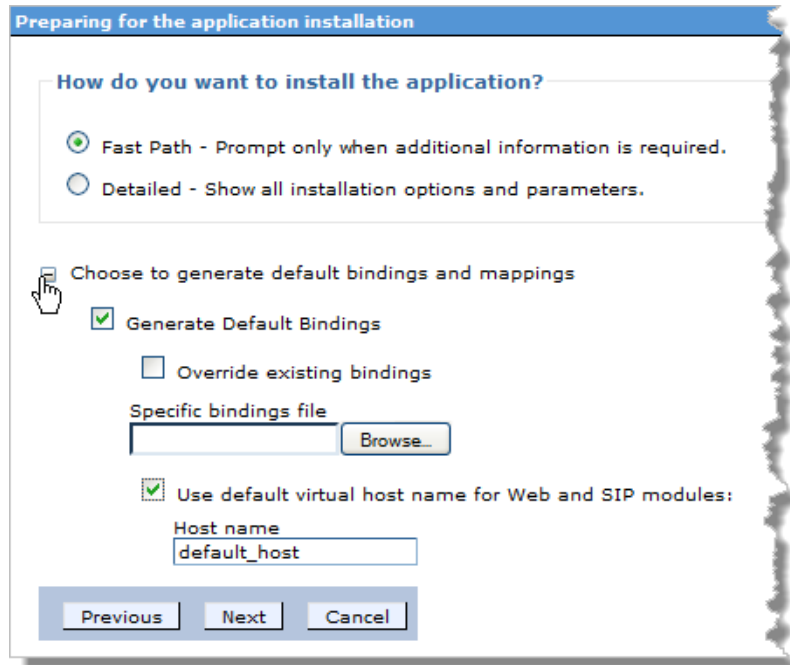 Preparing for the application installation
How do you want to install the application?
Fast Path - Prompt only when additional information is required.
Detailed - Show all installation options and parameters.
Choose to generate default bindings and mappings
Generate Default Bindings
Override existing bindings
Specific bindings file
Browse...
Use default virtual host name for Web and SIP modules:
Host name
default_host
Previous Next Cancel